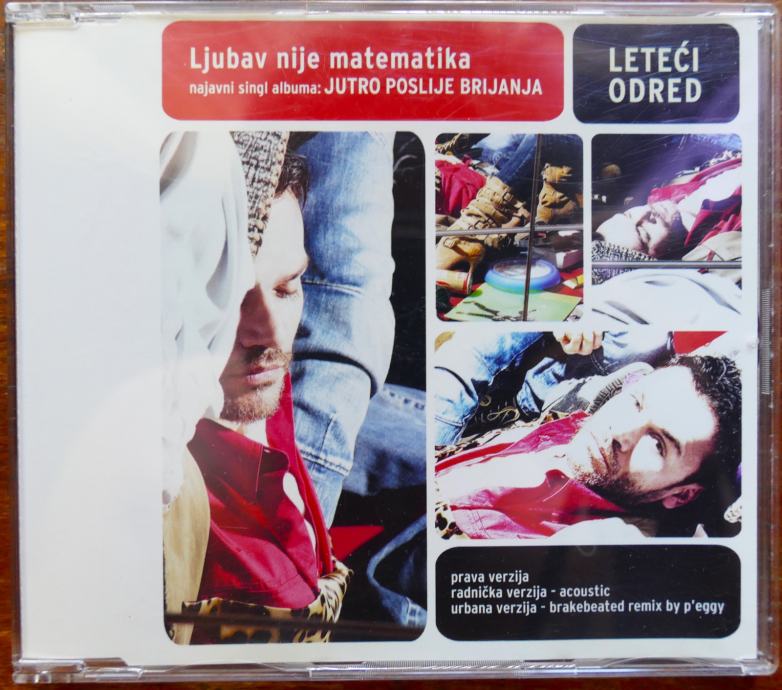 Ljubav nije matematika
najavni singl albuma: JUTRO POSLIJE BRIJANJA
LETEĆI
ODRED
prava verzija
radnička verzija - acoustic
urbana verzija - brakebeated remix by p'eggy